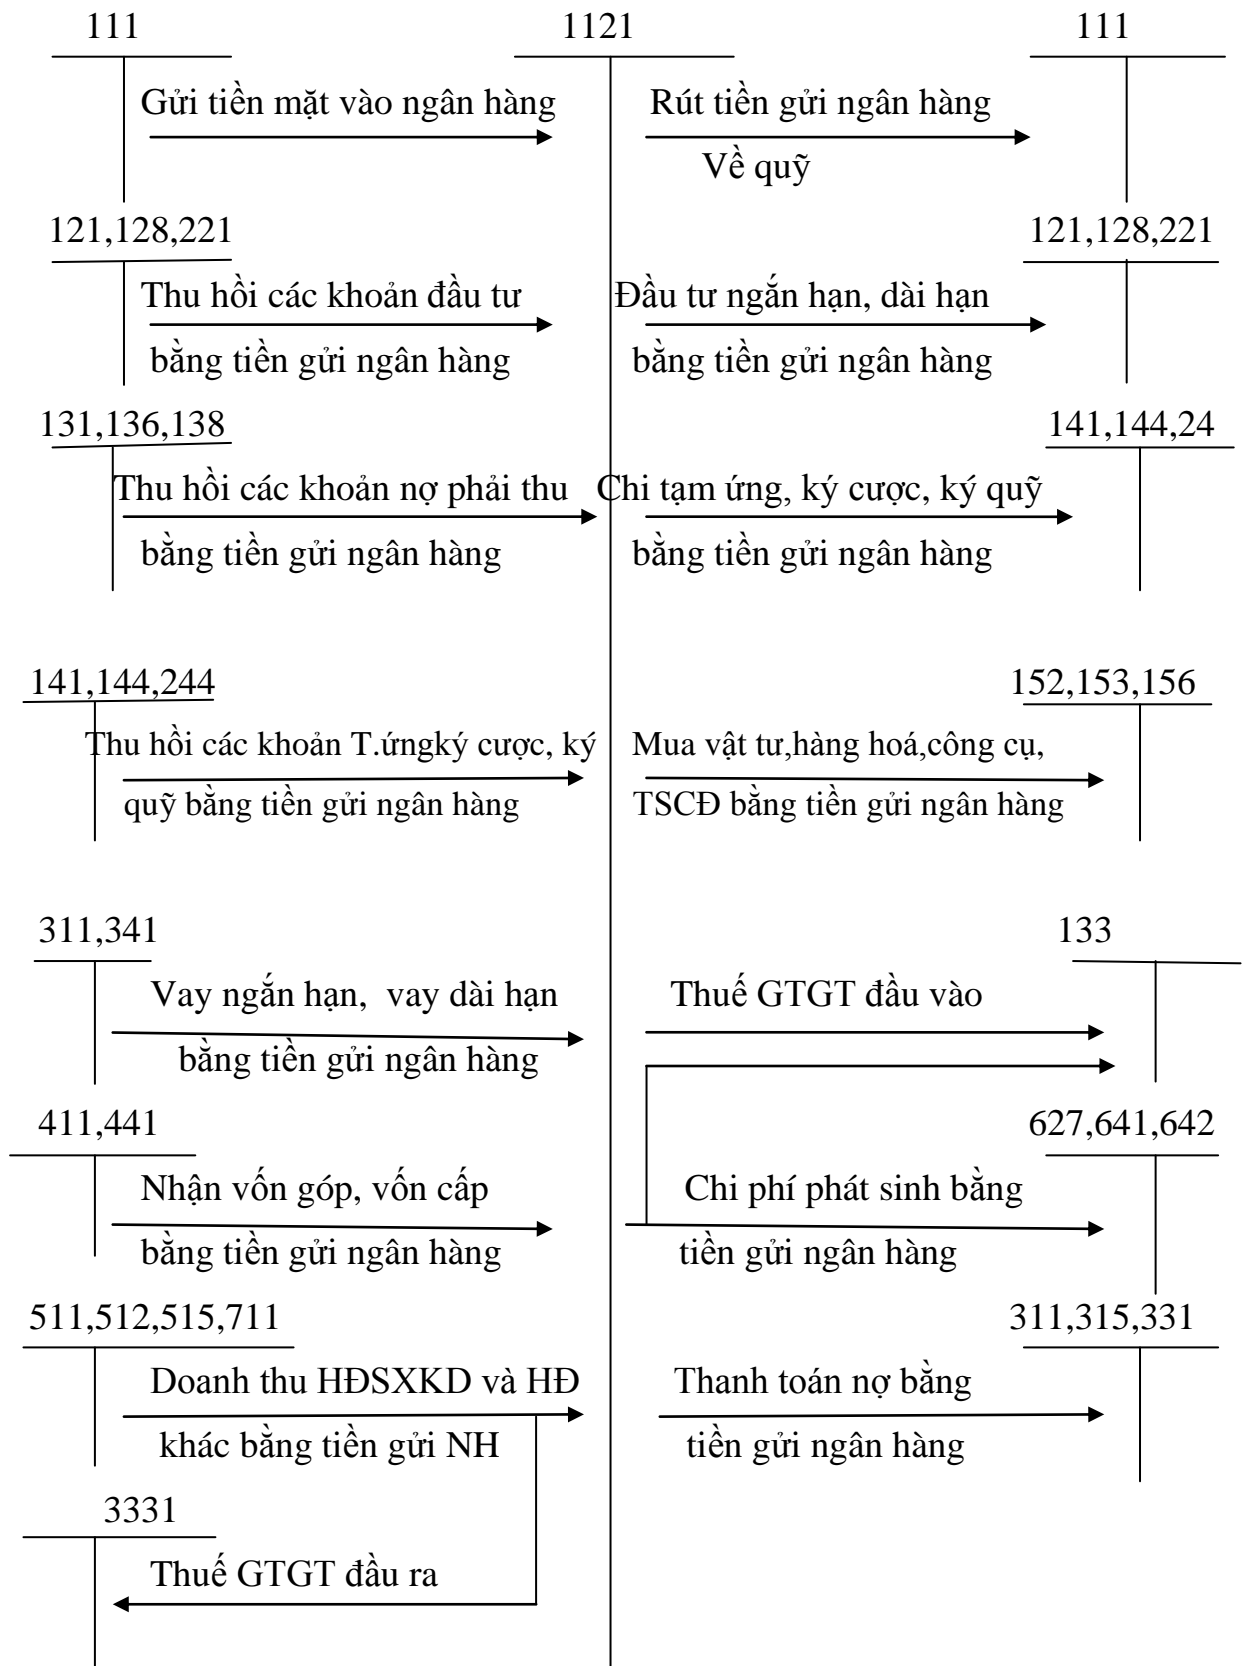 111 1121 111
Gửi tiền mặt vào ngân hàng Rút tiền gửi ngân hàng
Về quỹ
121,128,221 121,128,221
Thu hồi các khoản đầu tư Đầu tư ngắn hạn, dài hạn
bằng tiền gửi ngân hàng bằng tiền gửi ngân hàng
131,136,138 141,144,24
Thu hồi các khoản nợ phải thu Chi tạm ứng, ký cược, ký quỹ
bằng tiền gửi ngân hàng bằng tiền gửi ngân hàng
141,144,244 152,153,156
Thu hồi các khoản T.ứngký cược, ký Mua vật tư,hàng hoá,công cụ,
quỹ bằng tiền gửi ngân hàng TSCĐ bằng tiền gửi ngân hàng
311,341 133
Vay ngắn hạn, vay dài hạn Thuế GTGT đầu vào
bằng tiền gửi ngân hàng
411,441 627,641,642
Nhận vốn góp, vốn cấp Chi phí phát sinh bằng
bằng tiền gửi ngân hàng tiền gửi ngân hàng
511,512,515,711 311,315,331
Doanh thu HĐSXKD và HĐ Thanh toán nợ bằng
khác bằng tiền gửi NH tiền gửi ngân hàng
3331
Thuế GTGT đầu ra